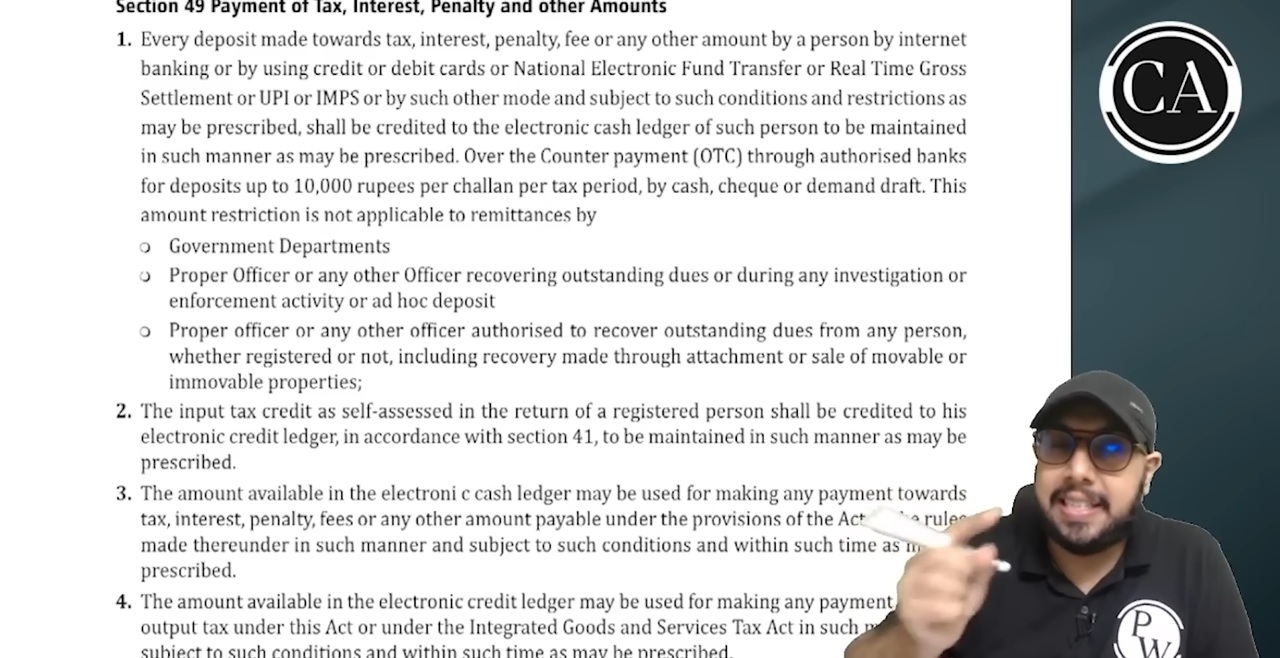 Section 49 Payment of Tax, Interest, Penalty and other Amounts
1. Every deposit made towards tax, interest, penalty, fee or any other amount by a person by internet
banking or by using credit or debit cards or National Electronic Fund Transfer or Real Time Gross
Settlement or UPI or IMPS or by such other mode and subject to such conditions and restrictions as
may be prescribed, shall be credited to the electronic cash ledger of such person to be maintained
in such manner as may be prescribed. Over the Counter payment (OTC) through authorised banks
for deposits up to 10,000 rupees per challan per tax period, by cash, cheque or demand draft. This
amount restriction is not applicable to remittances by
Government Departments
Proper Officer or any other Officer recovering outstanding dues or during any investigation or
enforcement activity or ad hoc deposit
Proper officer or any other officer authorised to recover outstanding dues from any person,
whether registered or not, including recovery made through attachment or sale of movable or
immovable properties;
2. The input tax credit as self-assessed in the return of a registered person shall be credited to his
electronic credit ledger, in accordance with section 41, to be maintained in such manner as may be
prescribed.
3. The amount available in the electroni c cash ledger may be used for making any payment towards
tax, interest, penalty, fees or any other amount payable under the provisions of the Act rules
made thereunder in such manner and subject to such conditions and within such time as
prescribed.
4. The amount available in the electronic credit ledger may be used for making any payment
output tax under this Act or under the Integrated Goods and Services Tax Act in such
subject to such conditions and within such time as may be prescribed.
CA
PW